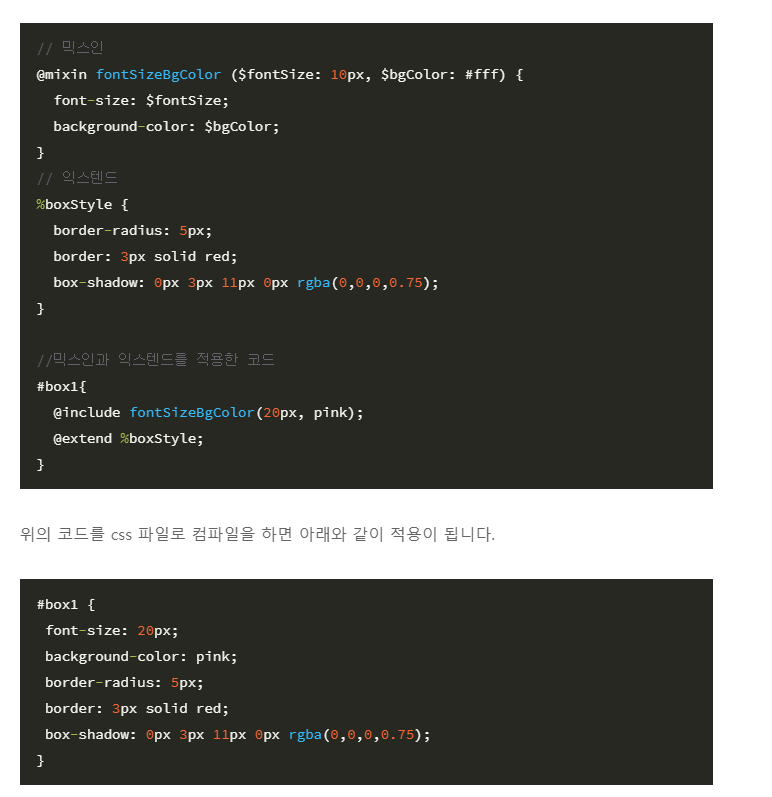 // 믹스인
@mixin fontSizeBgColor ($fontSize: 10px, $bgColor: #fff) {
  font-size: $fontSize;
  background-color: $bgColor;
}
// 익스텐드
%boxStyle {
  border-radius: 5px;
  border: 3px solid red;
  box-shadow: 0px 3px 11px 0px rgba(0,0,0,0.75);
}
//믹스인과 익스텐드를 적용한 코드
#box1{
  @include fontSizeBgColor(20px, pink);
  @extend %boxStyle;
}
위의 코드를 css 파일로 컴파일을 하면 아래와 같이 적용이 됩니다.
#box1 {
 font-size: 20px;
 background-color: pink;
 border-radius: 5px;
 border: 3px solid red;
 box-shadow: 0px 3px 11px 0px rgba(0,0,0,0.75);
}